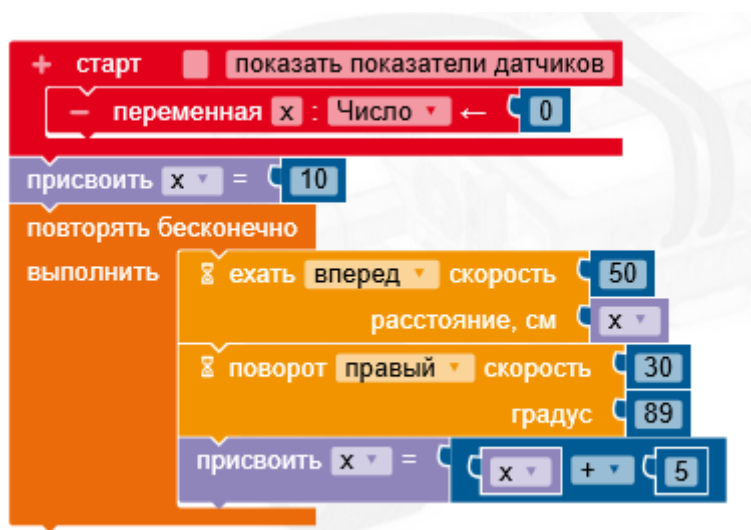 + старт показать показатели датчиков
− переменная x : Число ← 0
присвоить x = 10
повторять бесконечно
выполнить ехать вперед скорость 50
расстояние, см x
поворот правый скорость 30
градус 89
присвоить x = x + 5